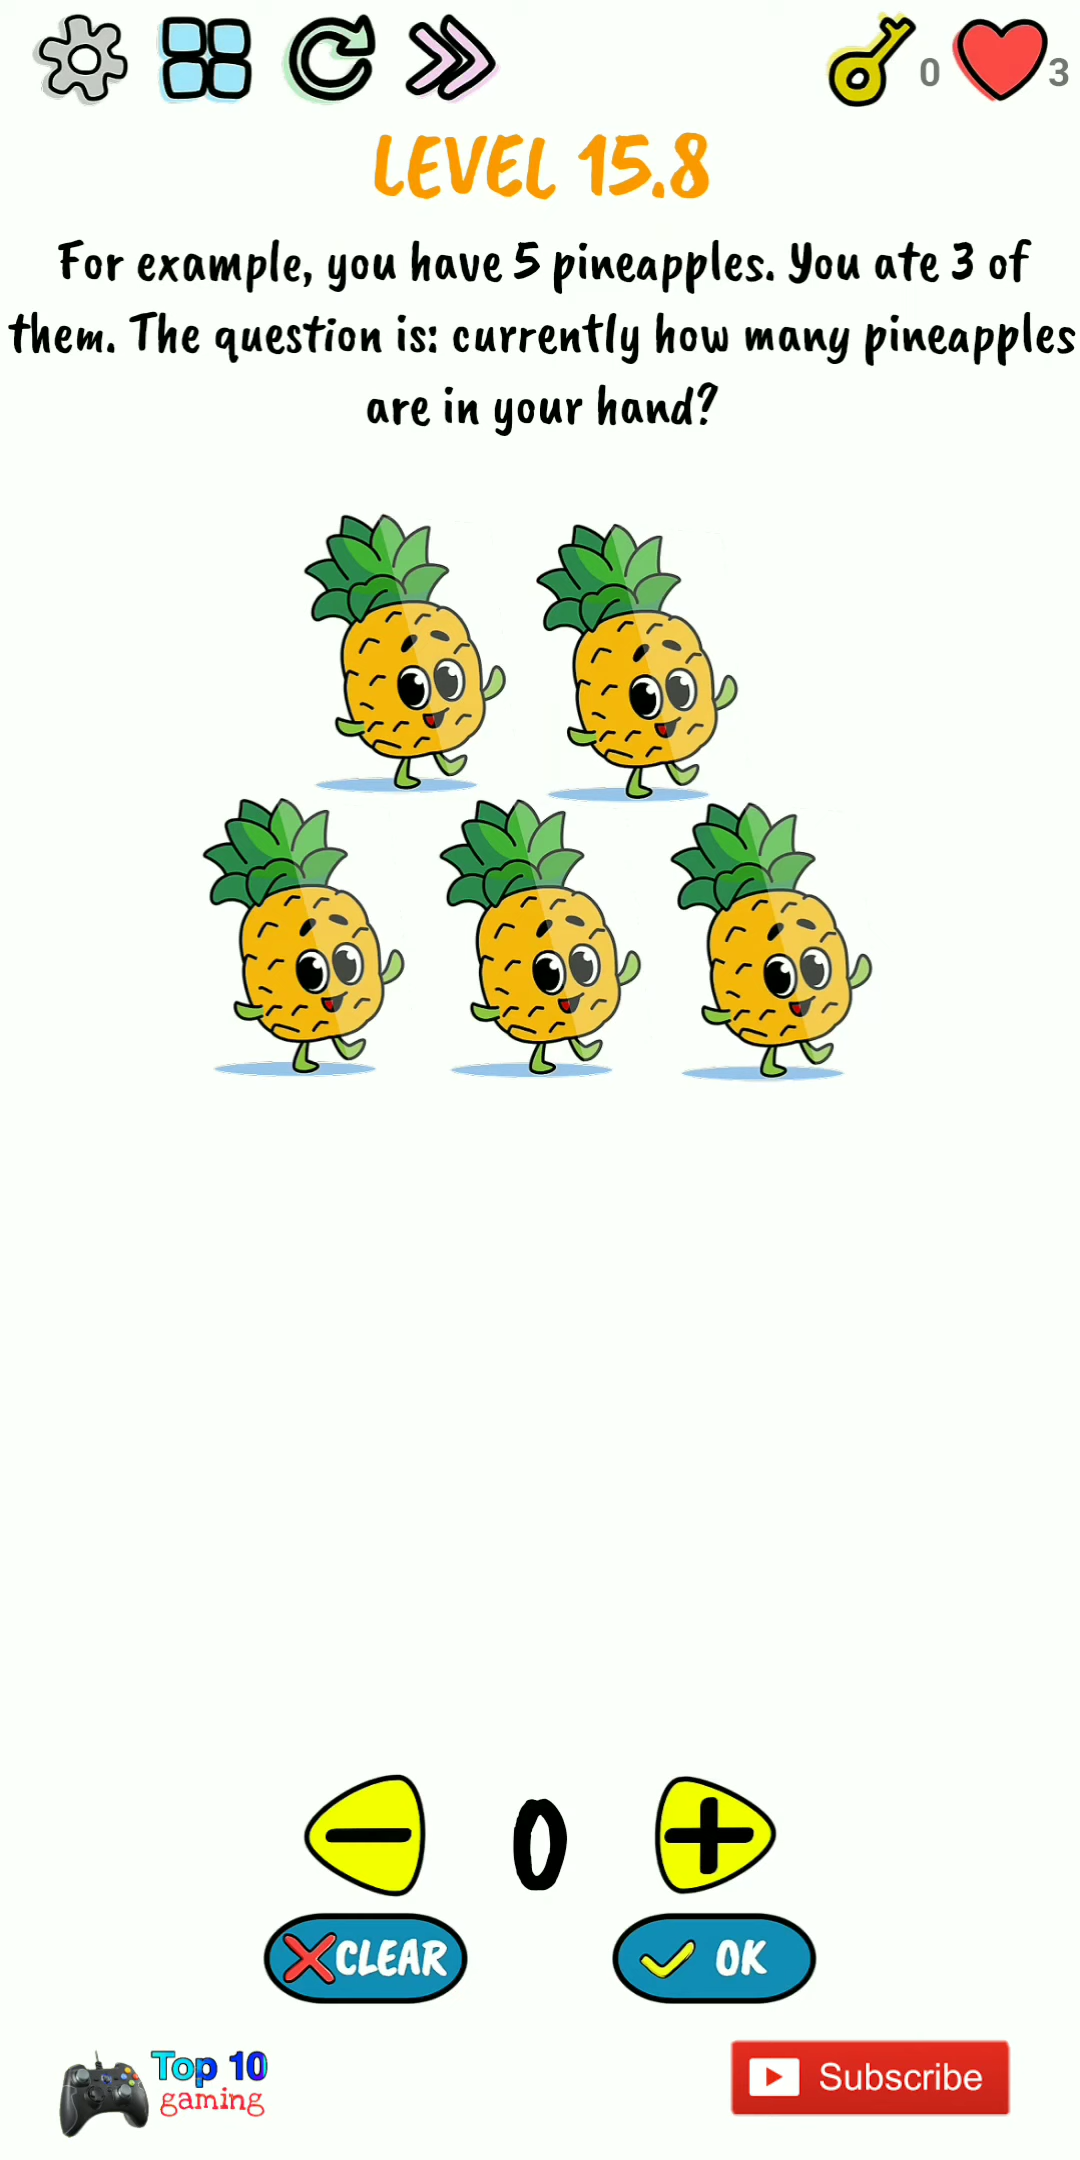 0
3
LEVEL 15.8
For example, you have 5 pineapples. You ate 3 of
them. The question is: currently how many pineapples
are in your hand?
0
CLEAR
OK
Top 10
gaming
Subscribe